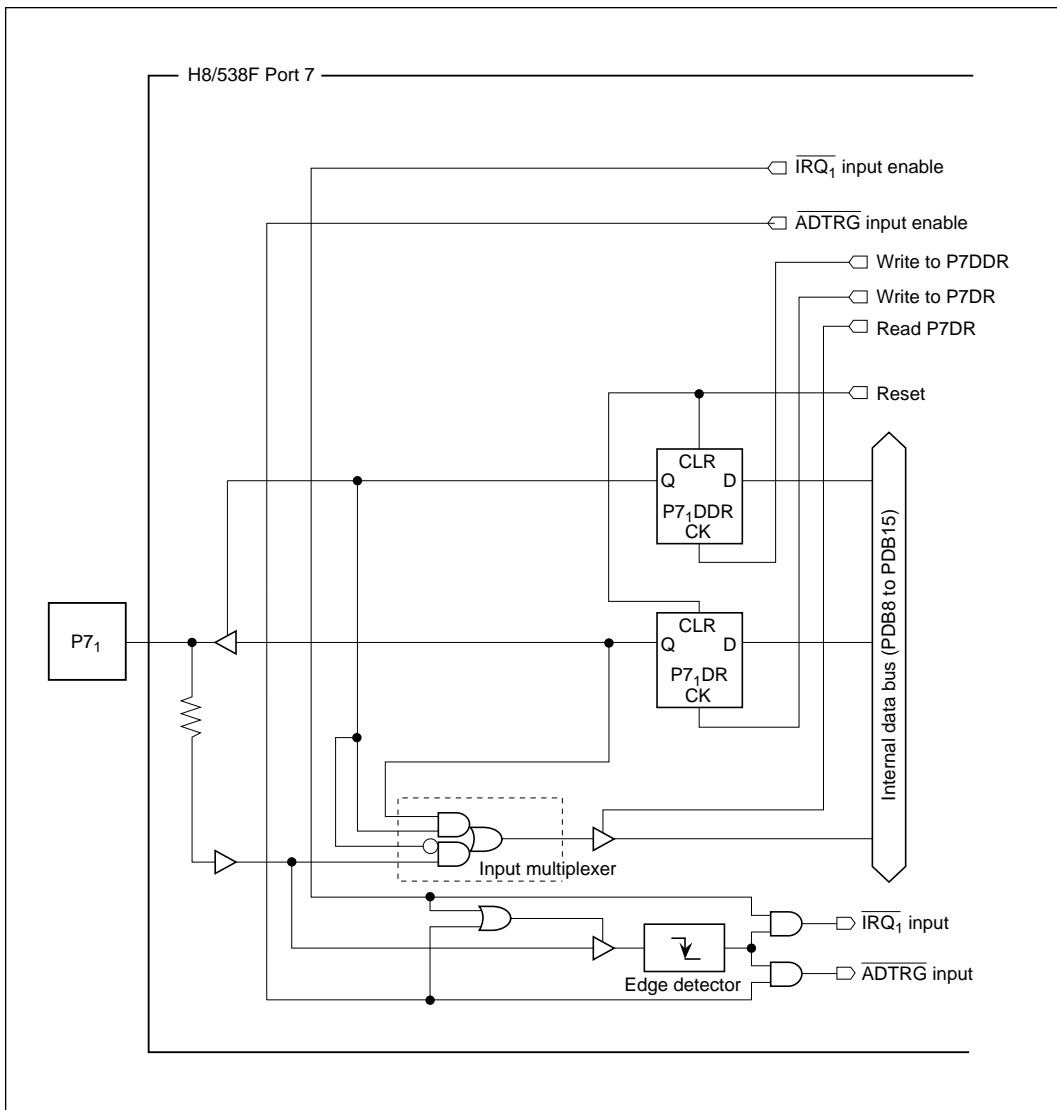 H8/538F Port 7
IRQ₁ input enable
ADTRG input enable
Write to P7DDR
Write to P7DR
Read P7DR
Reset
CLR
Q D
P7₁DDR
CK
Internal data bus (PDB8 to PDB15)
P7₁
CLR
Q D
P7₁DR
CK
Input multiplexer
IRQ₁ input
Edge detector
ADTRG input